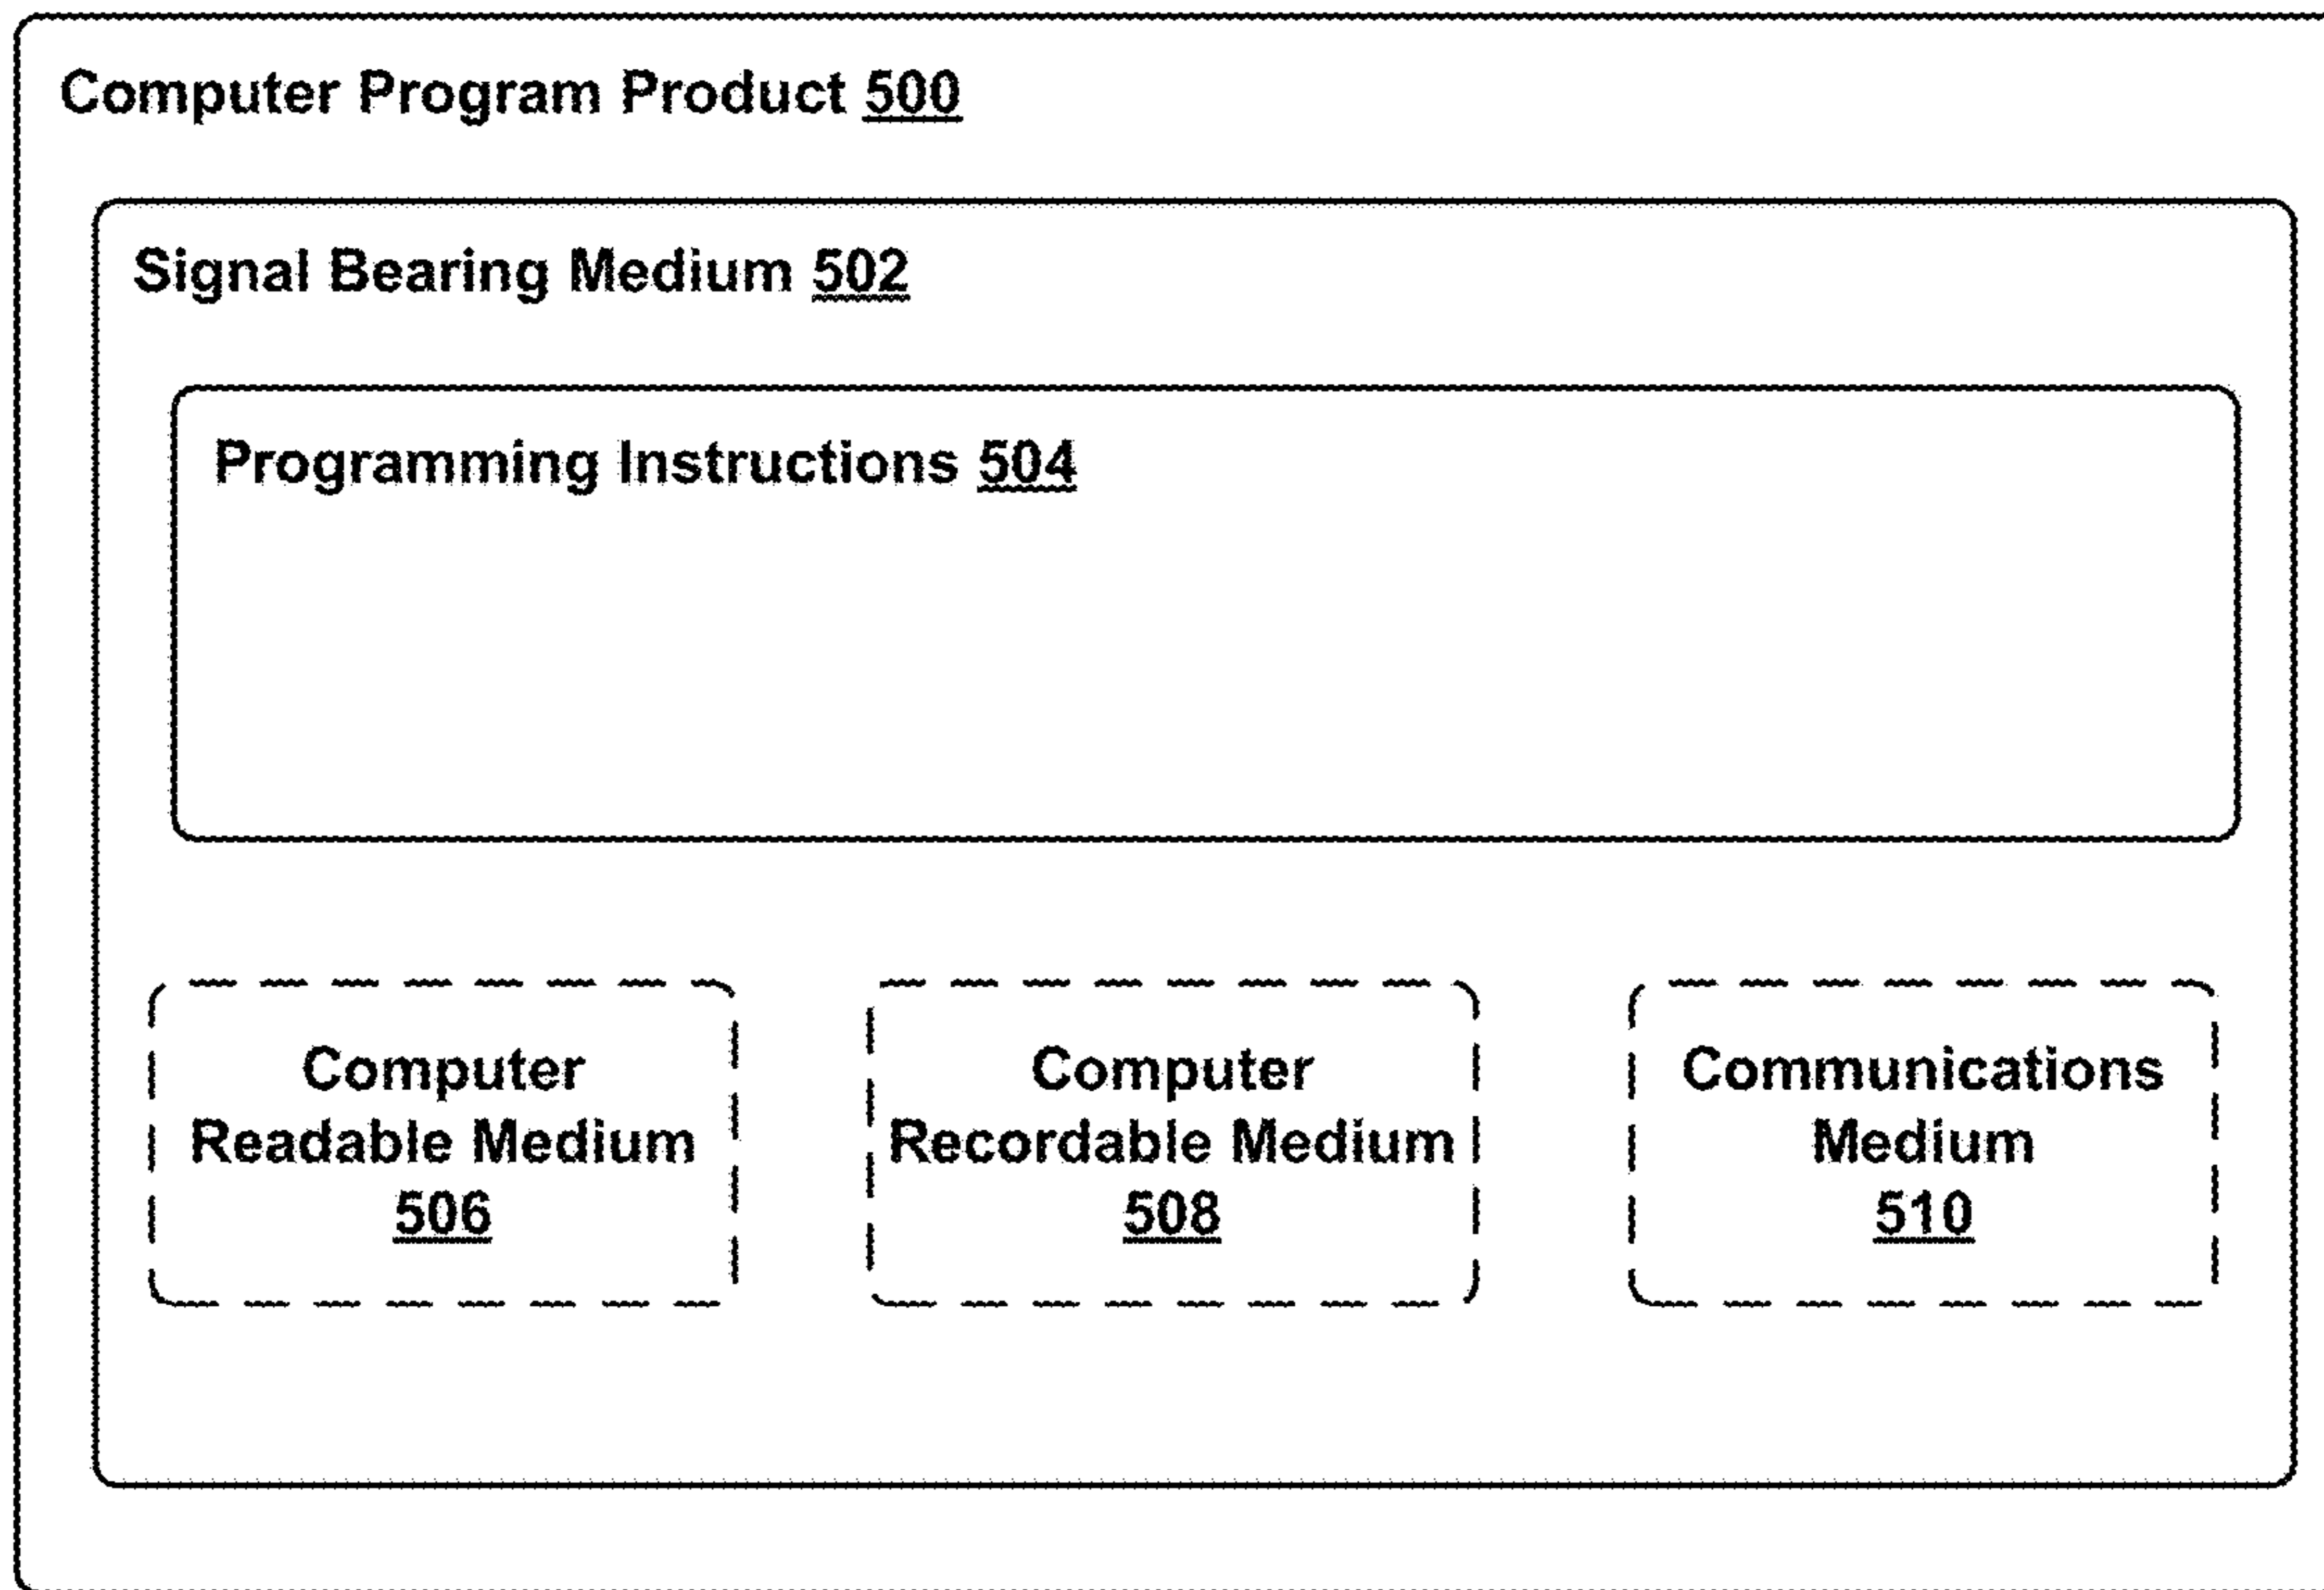 Computer Program Product 500
Signal Bearing Medium 502
Programming Instructions 504
Computer
Readable Medium
506
Computer
Recordable Medium
508
Communications
Medium
510